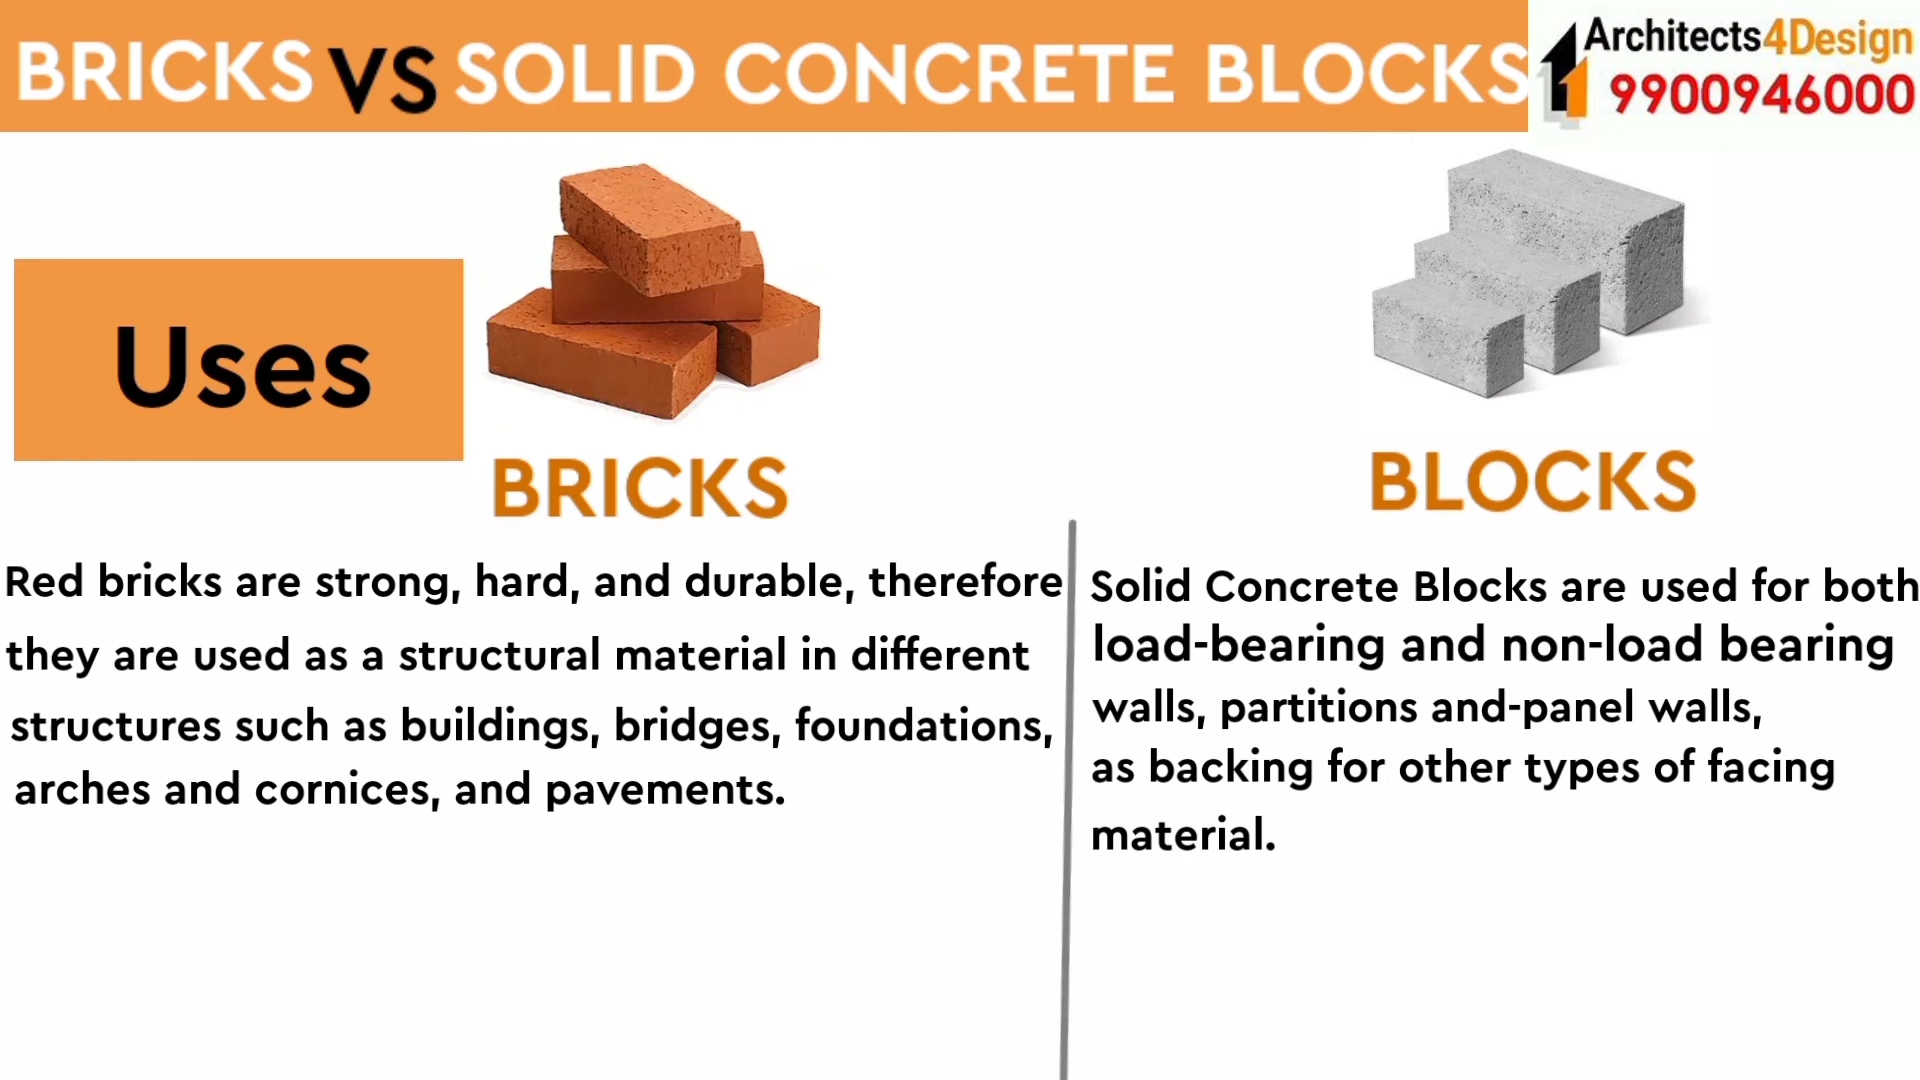 BRICKS VS SOLID CONCRETE BLOCKS
Architects4Design
9900946000
Uses
BRICKS
Red bricks are strong, hard, and durable, therefore
they are used as a structural material in different
structures such as buildings, bridges, foundations,
arches and cornices, and pavements.
BLOCKS
Solid Concrete Blocks are used for both
load-bearing and non-load bearing
walls, partitions and-panel walls,
as backing for other types of facing
material.